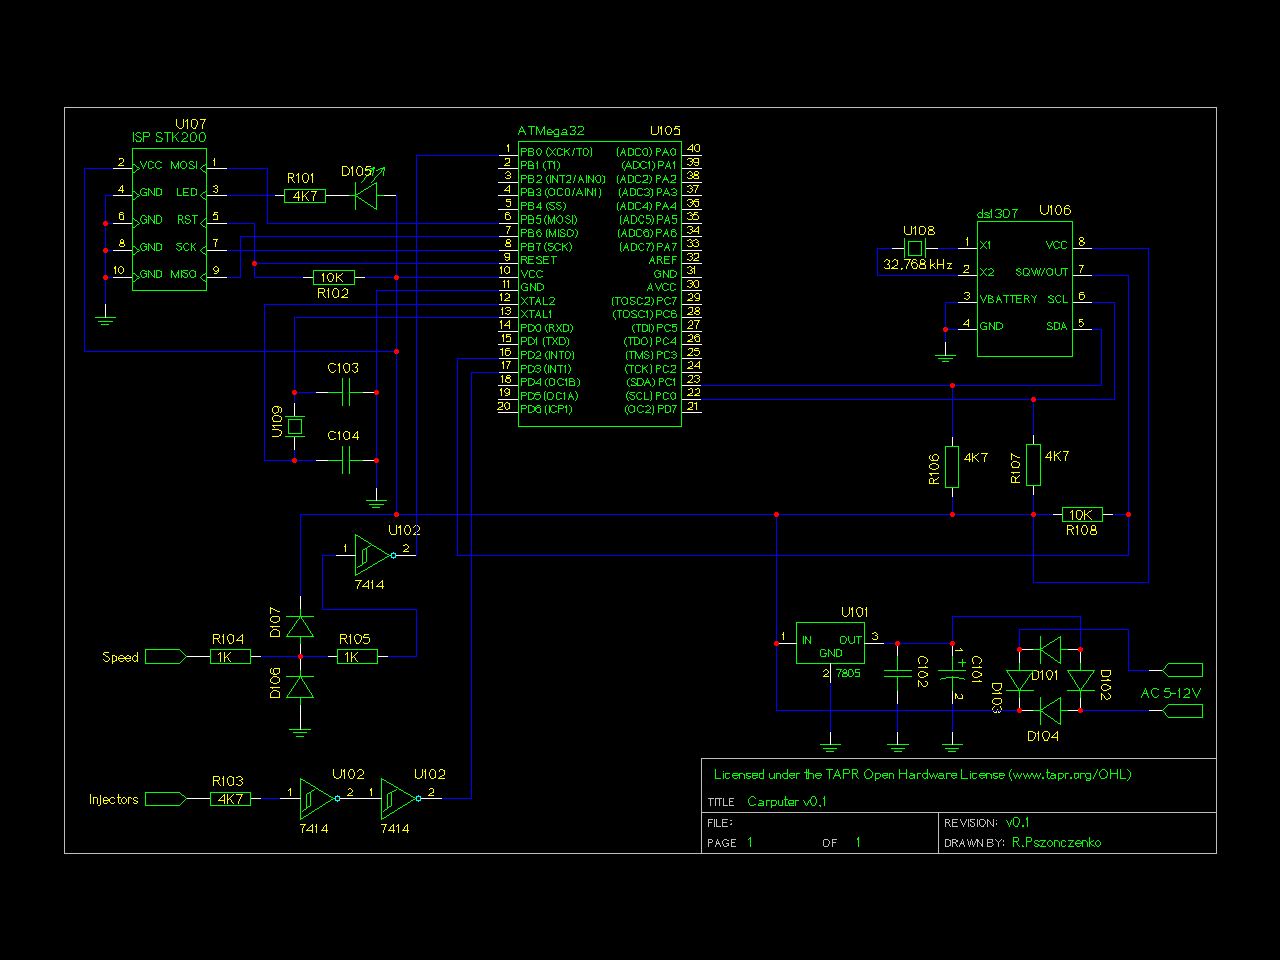 U107
ISP STK200
2 VCC MOSI 1
4 GND LED 3
6 GND RST 5
8 GND SCK 7
10 GND MISO 9
R101
4K7
D105
10K
R102
ATMega32 U105
1 PB0 (XCK/T0) (ADC0) PA0 40
2 PB1 (T1) (ADC1) PA1 39
3 PB2 (INT2/AIN0) (ADC2) PA2 38
4 PB3 (OC0/AIN1) (ADC3) PA3 37
5 PB4 (SS) (ADC4) PA4 36
6 PB5 (MOSI) (ADC5) PA5 35
7 PB6 (MISO) (ADC6) PA6 34
8 PB7 (SCK) (ADC7) PA7 33
9 RESET AREF 32
10 VCC GND 31
11 GND AVCC 30
12 XTAL2 (TOSC2) PC7 29
13 XTAL1 (TOSC1) PC6 28
14 PD0 (RXD) (TDI) PC5 27
15 PD1 (TXD) (TDO) PC4 26
16 PD2 (INT0) (TMS) PC3 25
17 PD3 (INT1) (TCK) PC2 24
18 PD4 (OC1B) (SDA) PC1 23
19 PD5 (OC1A) (SCL) PC0 22
20 PD6 (ICP1) (OC2) PD7 21
ds1307 U106
U108
32.768kHz
1 X1 VCC 8
2 X2 SQW/OUT 7
3 VBATTERY SCL 6
4 GND SDA 5
C103
U109
C104
R106
4K7
R107
4K7
10K
R108
U102
1 2
7414
D107
Speed
R104
1K
R105
1K
D106
U101
1 IN OUT 3
GND
2 7805
C102
1
+
C101
2
D101
D102
D103
D104
AC 5-12V
Injectors
R103
4K7
U102
1 2
7414
U102
1 2
7414
Licensed under the TAPR Open Hardware License (www.tapr.org/OHL)
TITLE Carputer v0.1
FILE:
REVISION: v0.1
PAGE 1 OF 1
DRAWN BY: R.Pszonczenko